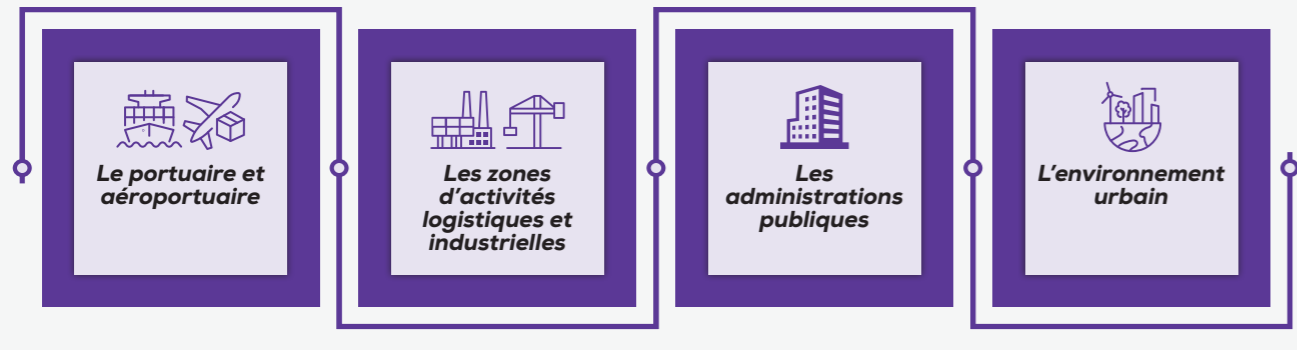 Le portuaire et
aéroportuaire
Les zones
d’activités
logistiques et
industrielles
Les
administrations
publiques
L’environnement
urbain